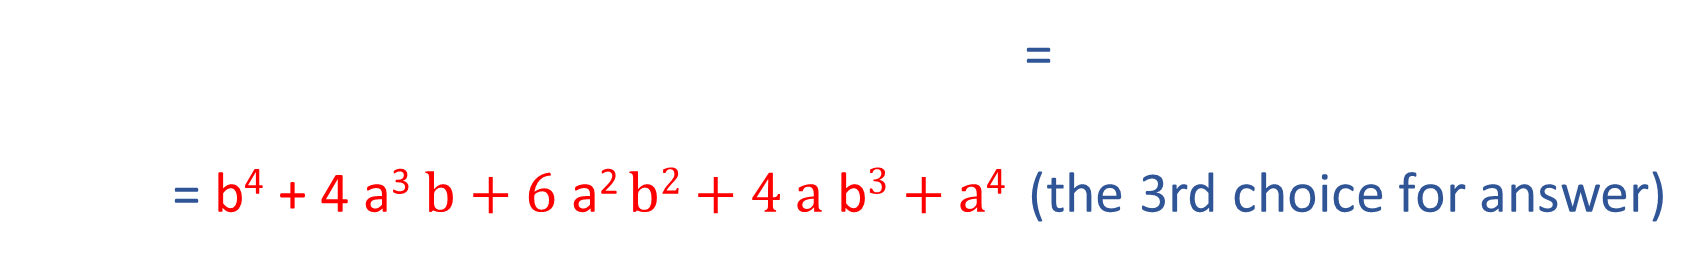 =
= b⁴ + 4 a³ b + 6 a² b² + 4 a b³ + a⁴ (the 3rd choice for answer)